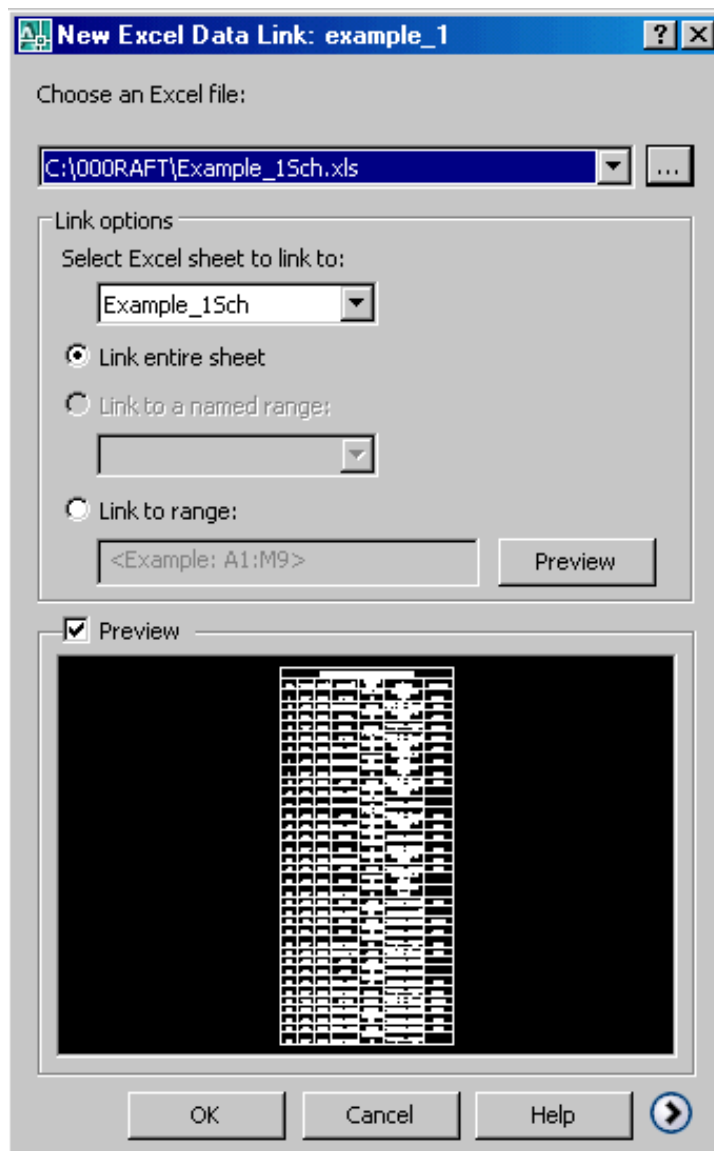 New Excel Data Link: example_1
Choose an Excel file:
C:\000RAFT\Example_1Sch.xls
...
Link options
Select Excel sheet to link to:
Example_1Sch
Link entire sheet
Link to a named range:
Link to range:
<Example: A1:M9>
Preview
Preview
OK Cancel Help